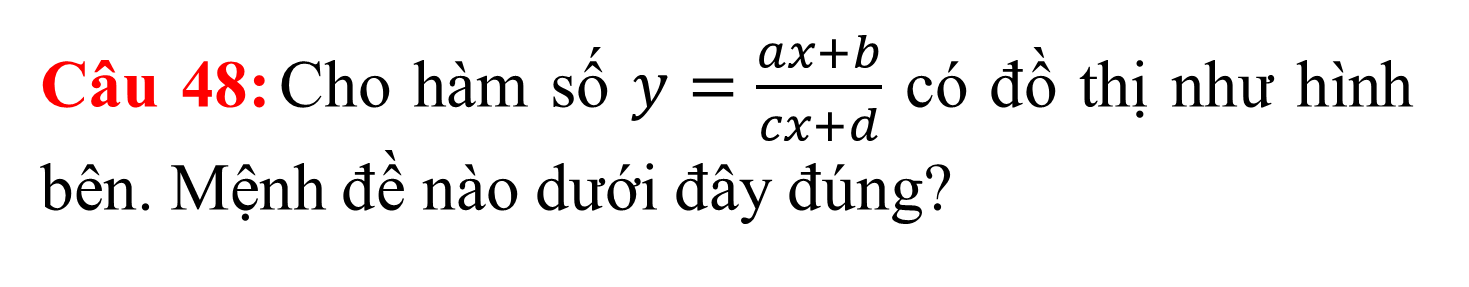 Câu 48: Cho hàm số y = \frac{ax+b}{cx+d} có đồ thị như hình
bên. Mệnh đề nào dưới đây đúng?